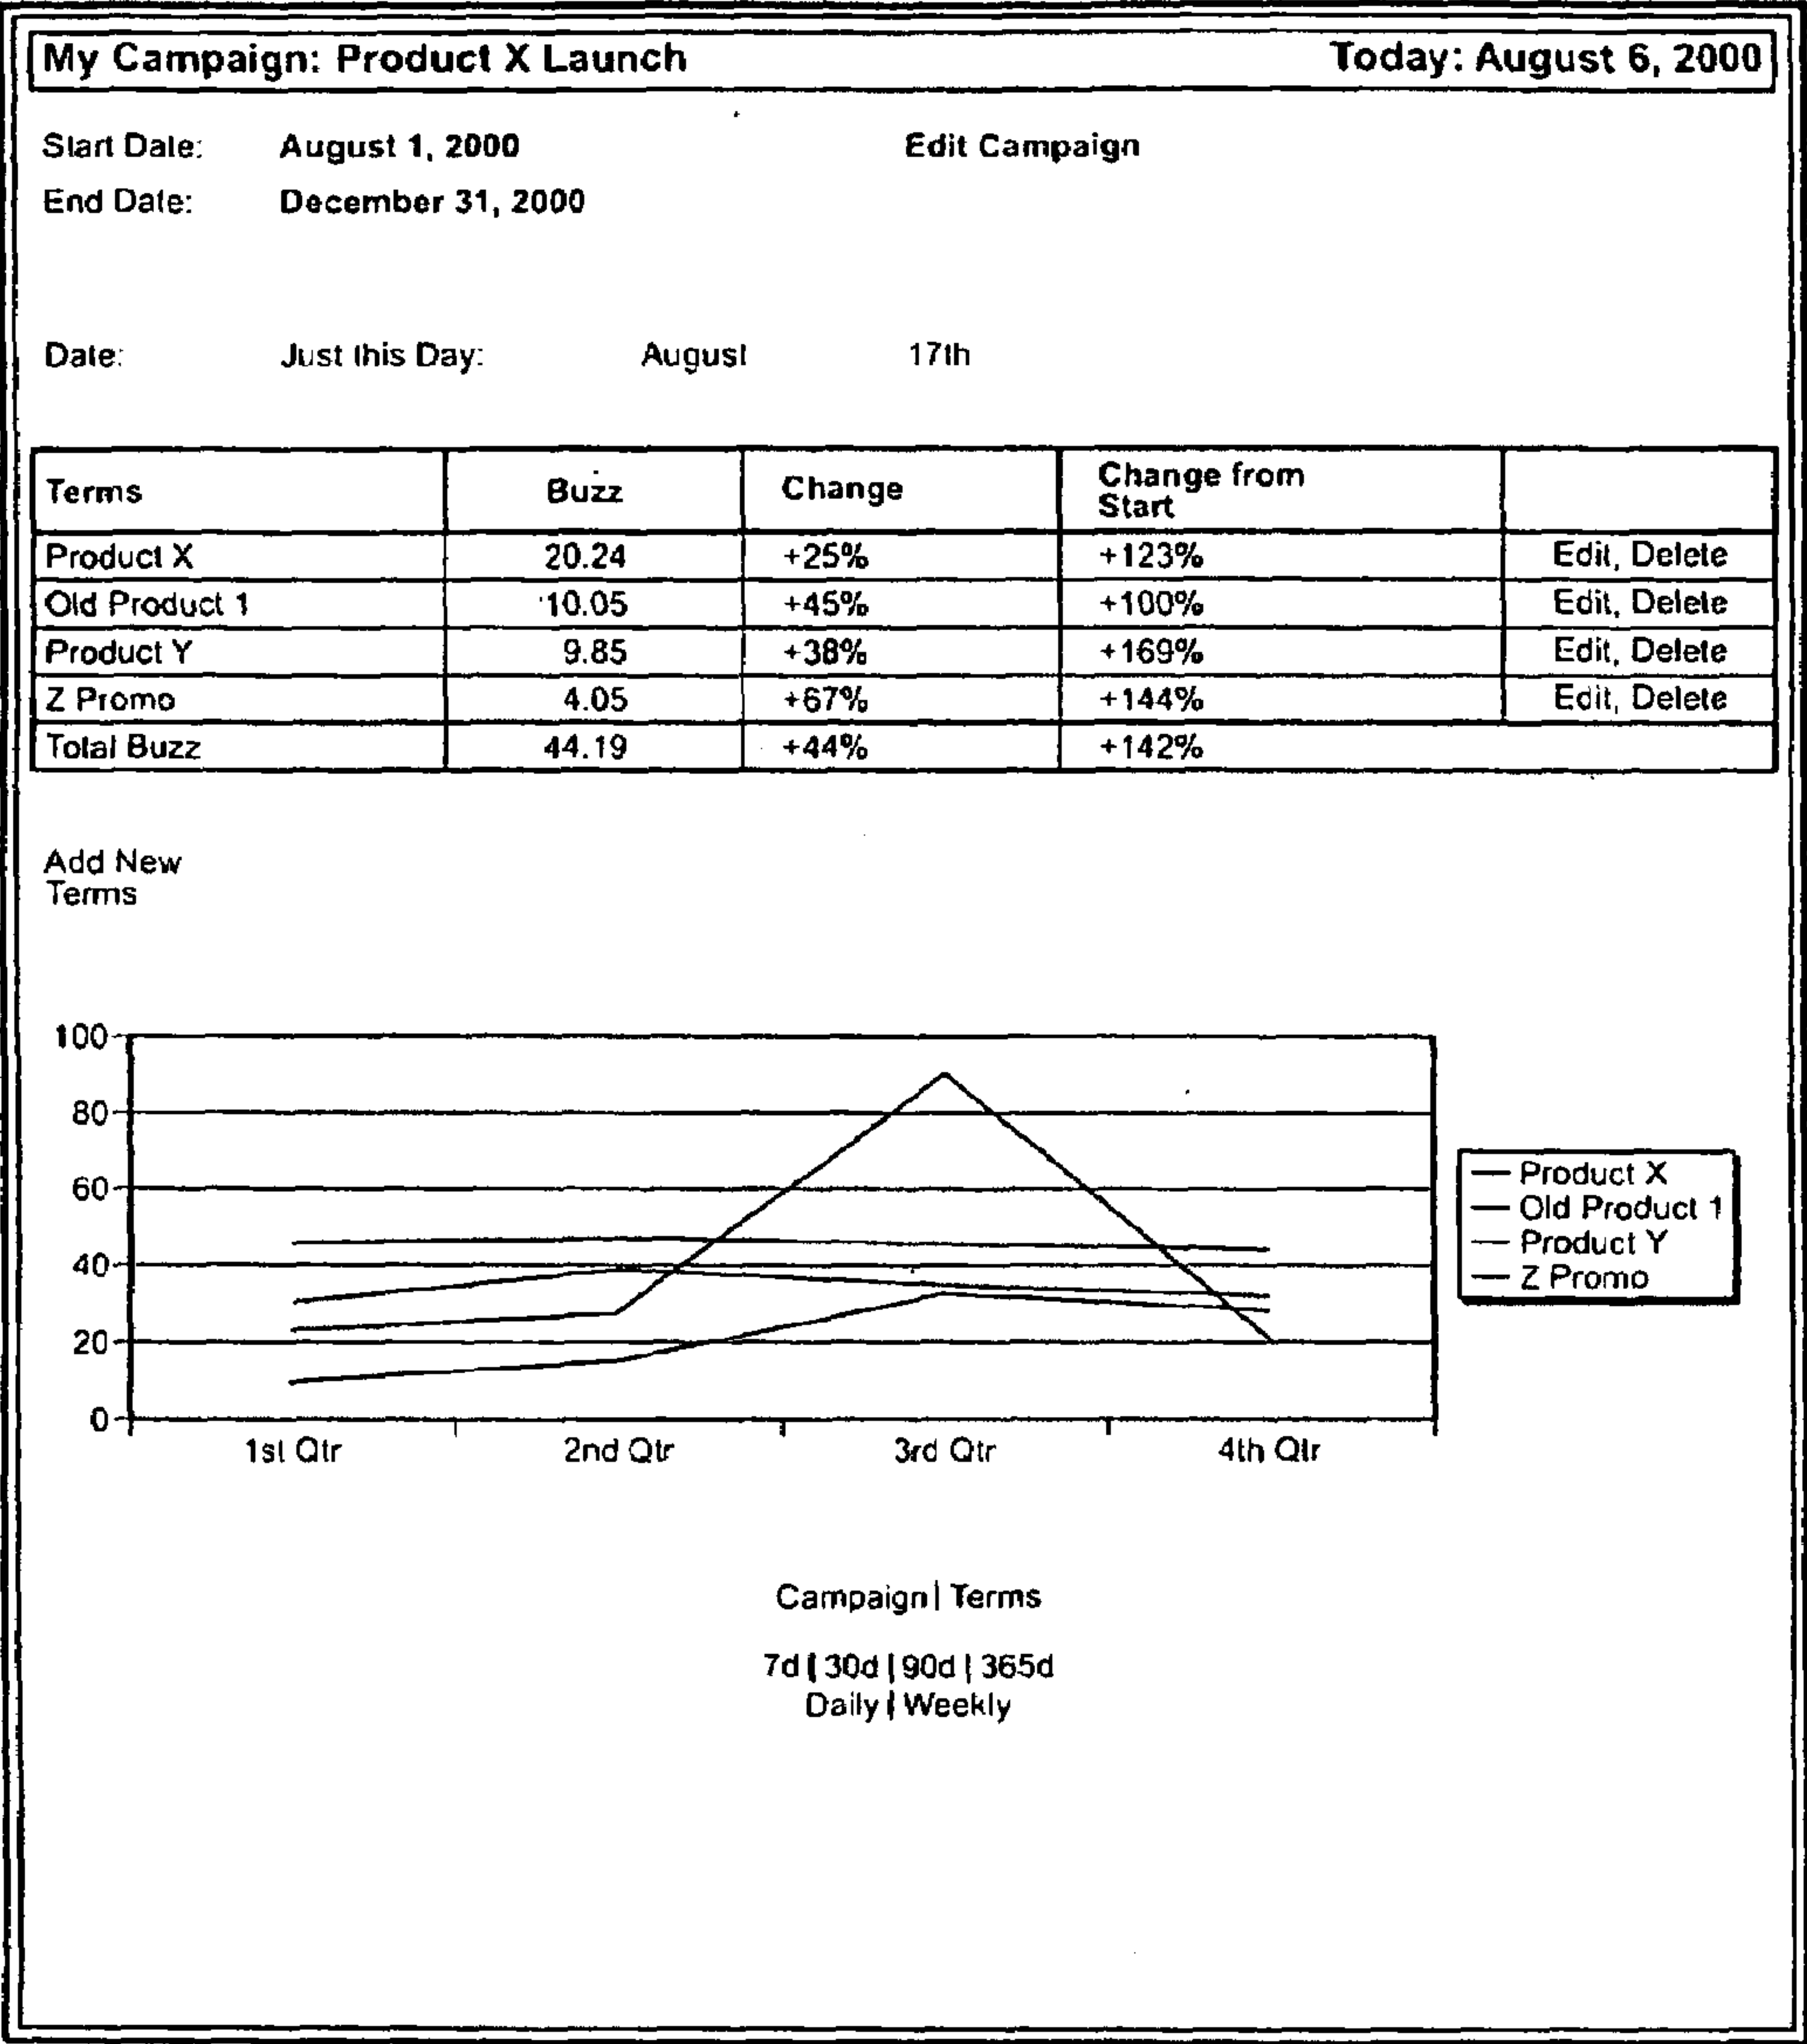 My Campaign: Product X Launch Today: August 6, 2000
Start Date: August 1, 2000 Edit Campaign
End Date: December 31, 2000
Date: Just this Day: August 17th
Terms Buzz Change Change from Start
Product X 20.24 +25% +123% Edit, Delete
Old Product 1 10.05 +45% +100% Edit, Delete
Product Y 9.85 +38% +169% Edit, Delete
Z Promo 4.05 +67% +144% Edit, Delete
Total Buzz 44.19 +44% +142%
Add New
Terms
100
80
60
40
20
0
1st Qtr 2nd Qtr 3rd Qtr 4th Qtr
Product X
Old Product 1
Product Y
Z Promo
Campaign | Terms
7d | 30d | 90d | 365d
Daily | Weekly